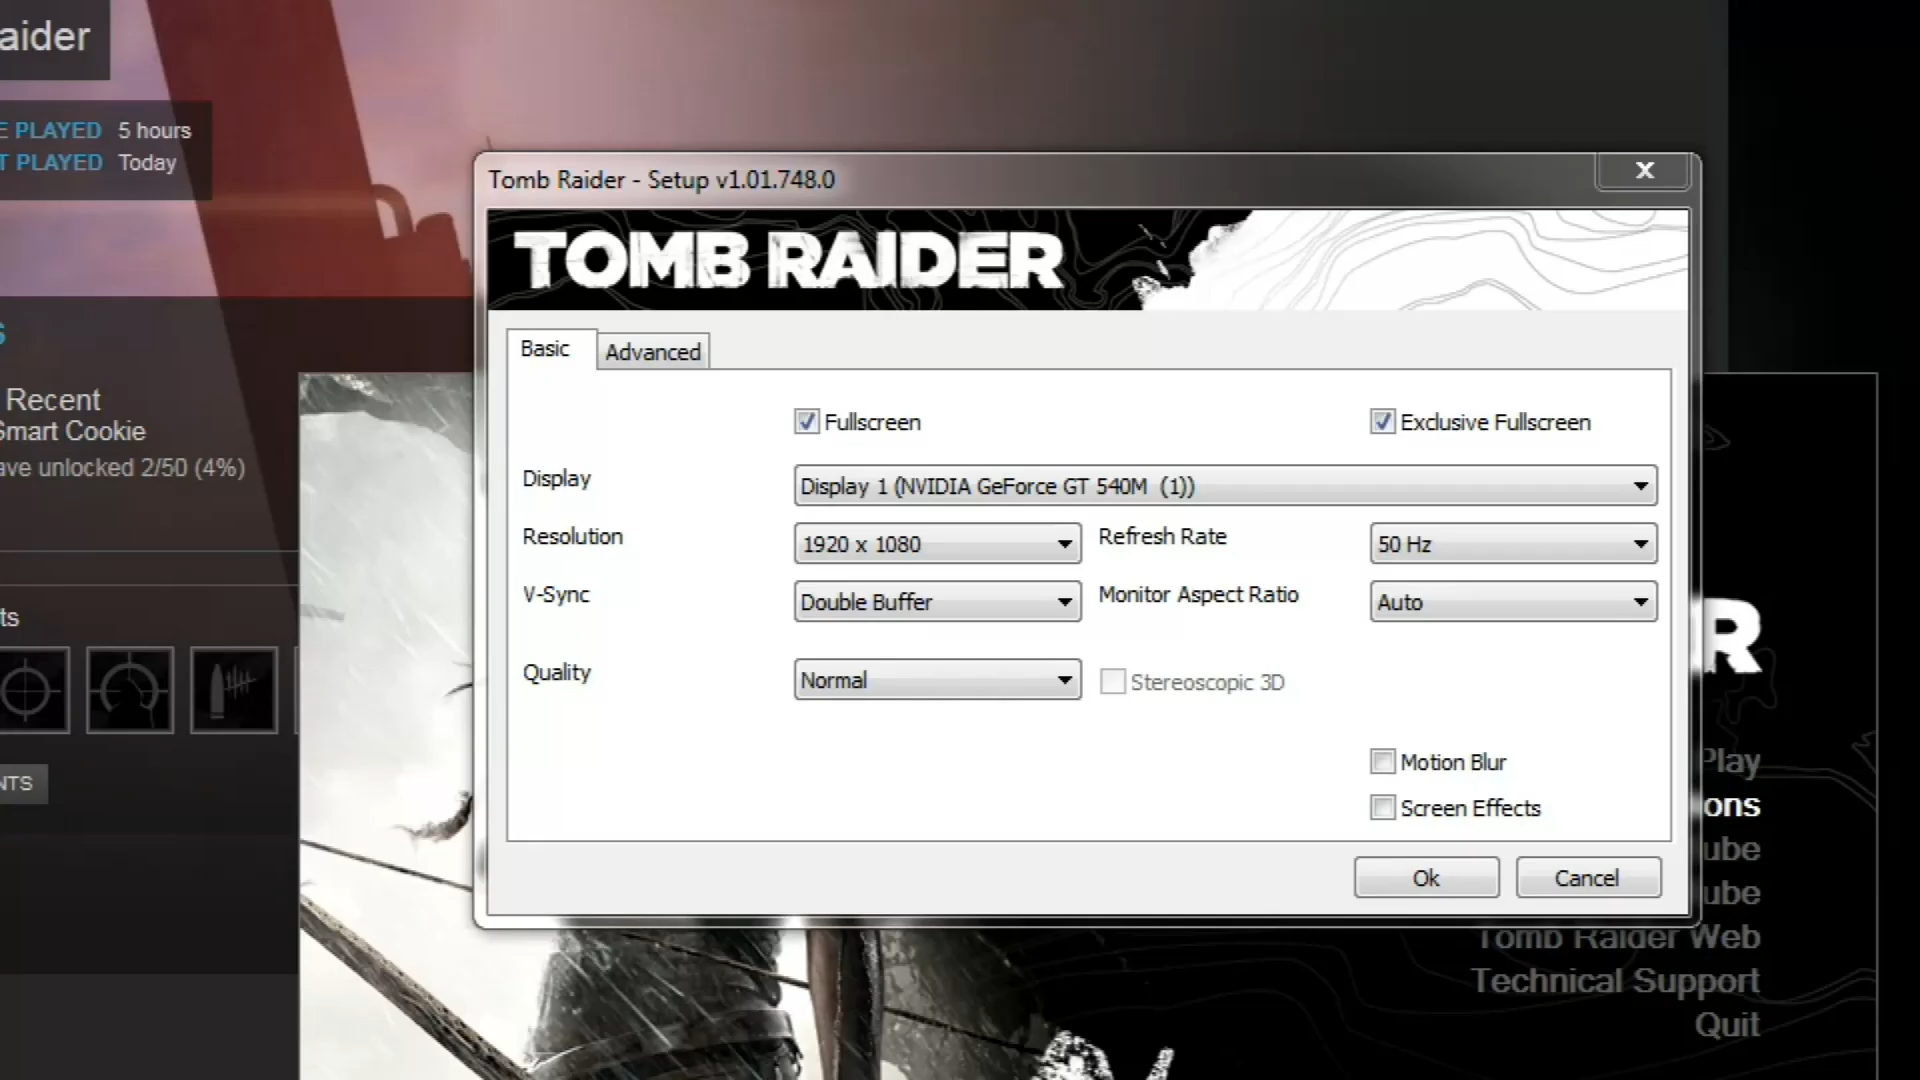 aider
E PLAYED 5 hours
T PLAYED Today
Tomb Raider - Setup v1.01.748.0
X
TOMB RAIDER
Basic
Advanced
Fullscreen
Exclusive Fullscreen
Display
Display 1 (NVIDIA GeForce GT 540M (1))
Resolution
1920 x 1080
Refresh Rate
50 Hz
V-Sync
Double Buffer
Monitor Aspect Ratio
Auto
Quality
Normal
Stereoscopic 3D
Motion Blur
Screen Effects
Ok
Cancel
S
Recent
Smart Cookie
ave unlocked 2/50 (4%)
ts
NTS
R
Play
ons
ube
ube
Tomb Raider Web
Technical Support
Quit